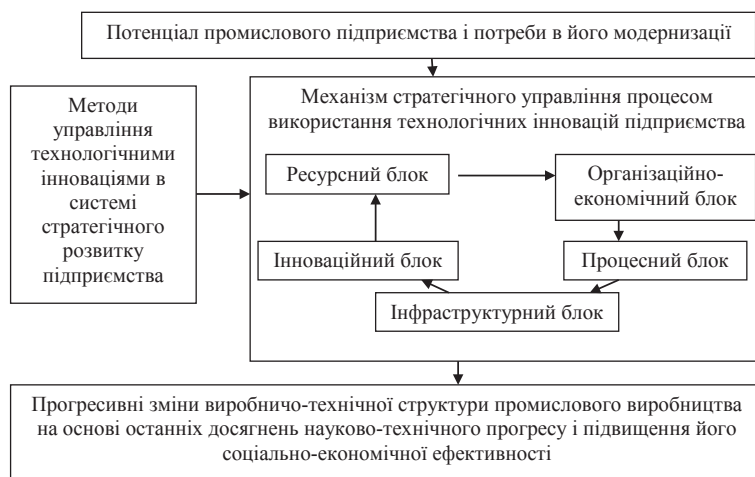 Потенціал промислового підприємства і потреби в його модернизації
Методи
управління
технологічними
інноваціями в
системі
стратегічного
розвитку
підприємства
Механізм стратегічного управління процесом
використання технологічних інновацій підприємства
Ресурсний блок
Організаційно-
економічний блок
Інноваційний блок
Процесний блок
Інфраструктурний блок
Прогресивні зміни виробничо-технічної структури промислового виробництва
на основі останніх досягнень науково-технічного прогресу і підвищення його
соціально-економічної ефективності